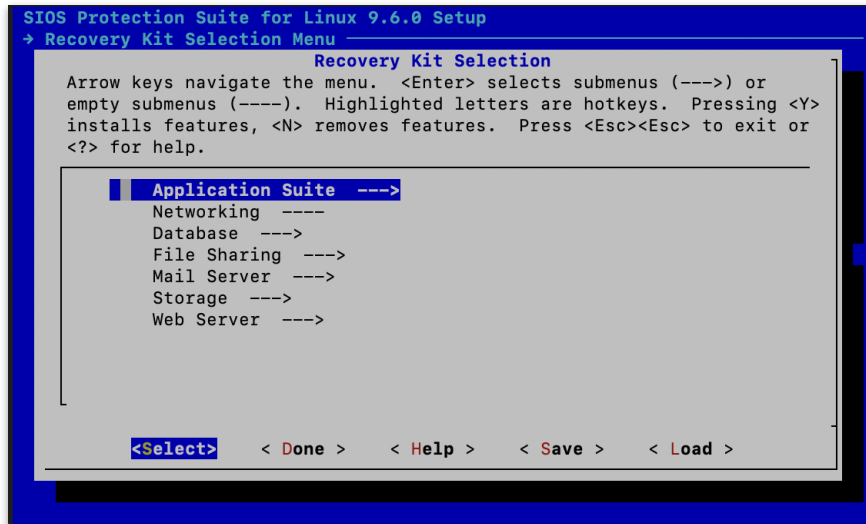 SIOS Protection Suite for Linux 9.6.0 Setup
→ Recovery Kit Selection Menu
Recovery Kit Selection
Arrow keys navigate the menu. <Enter> selects submenus (--->) or
empty submenus (----). Highlighted letters are hotkeys. Pressing <Y>
installs features, <N> removes features. Press <Esc><Esc> to exit or
<?> for help.
Application Suite --->
Networking ----
Database --->
File Sharing --->
Mail Server --->
Storage --->
Web Server --->
<Select> < Done > < Help > < Save > < Load >